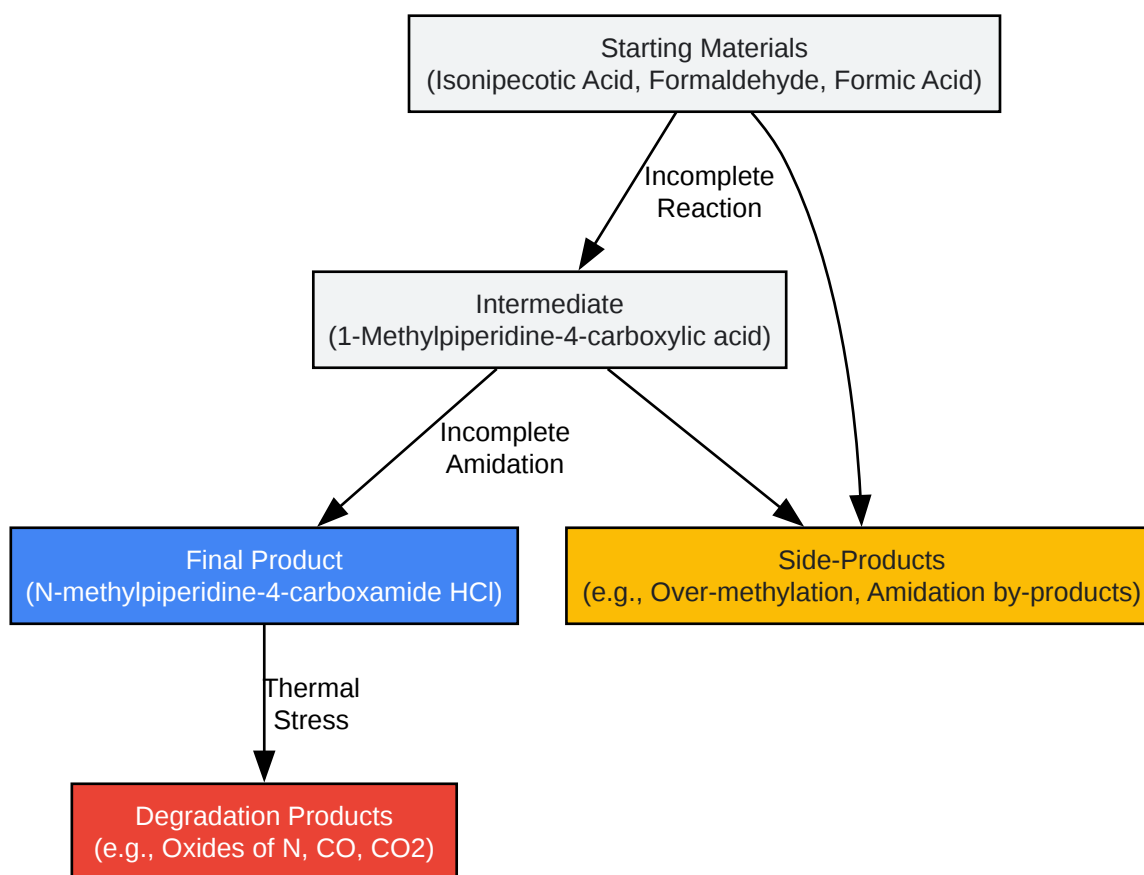 Starting Materials
(Isonipecotic Acid, Formaldehyde, Formic Acid)
Incomplete
Reaction
Intermediate
(1-Methylpiperidine-4-carboxylic acid)
Incomplete
Amidation
Final Product
(N-methylpiperidine-4-carboxamide HCl)
Side-Products
(e.g., Over-methylation, Amidation by-products)
Thermal
Stress
Degradation Products
(e.g., Oxides of N, CO, CO2)